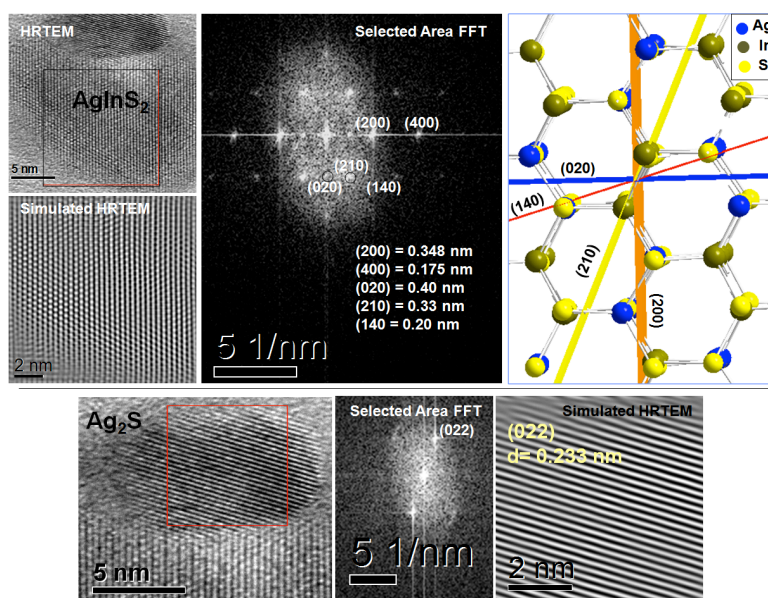 HRTEM
AgInS2
5 nm
Simulated HRTEM
2 nm
Selected Area FFT
(200) (400)
(210)
(020) (140)
(200) = 0.348 nm
(400) = 0.175 nm
(020) = 0.40 nm
(210) = 0.33 nm
(140) = 0.20 nm
5 1/nm
Ag
In
S
(020)
(140)
(210)
(200)
Ag2S
5 nm
Selected Area FFT
(022)
5 1/nm
Simulated HRTEM
(022)
d= 0.233 nm
2 nm